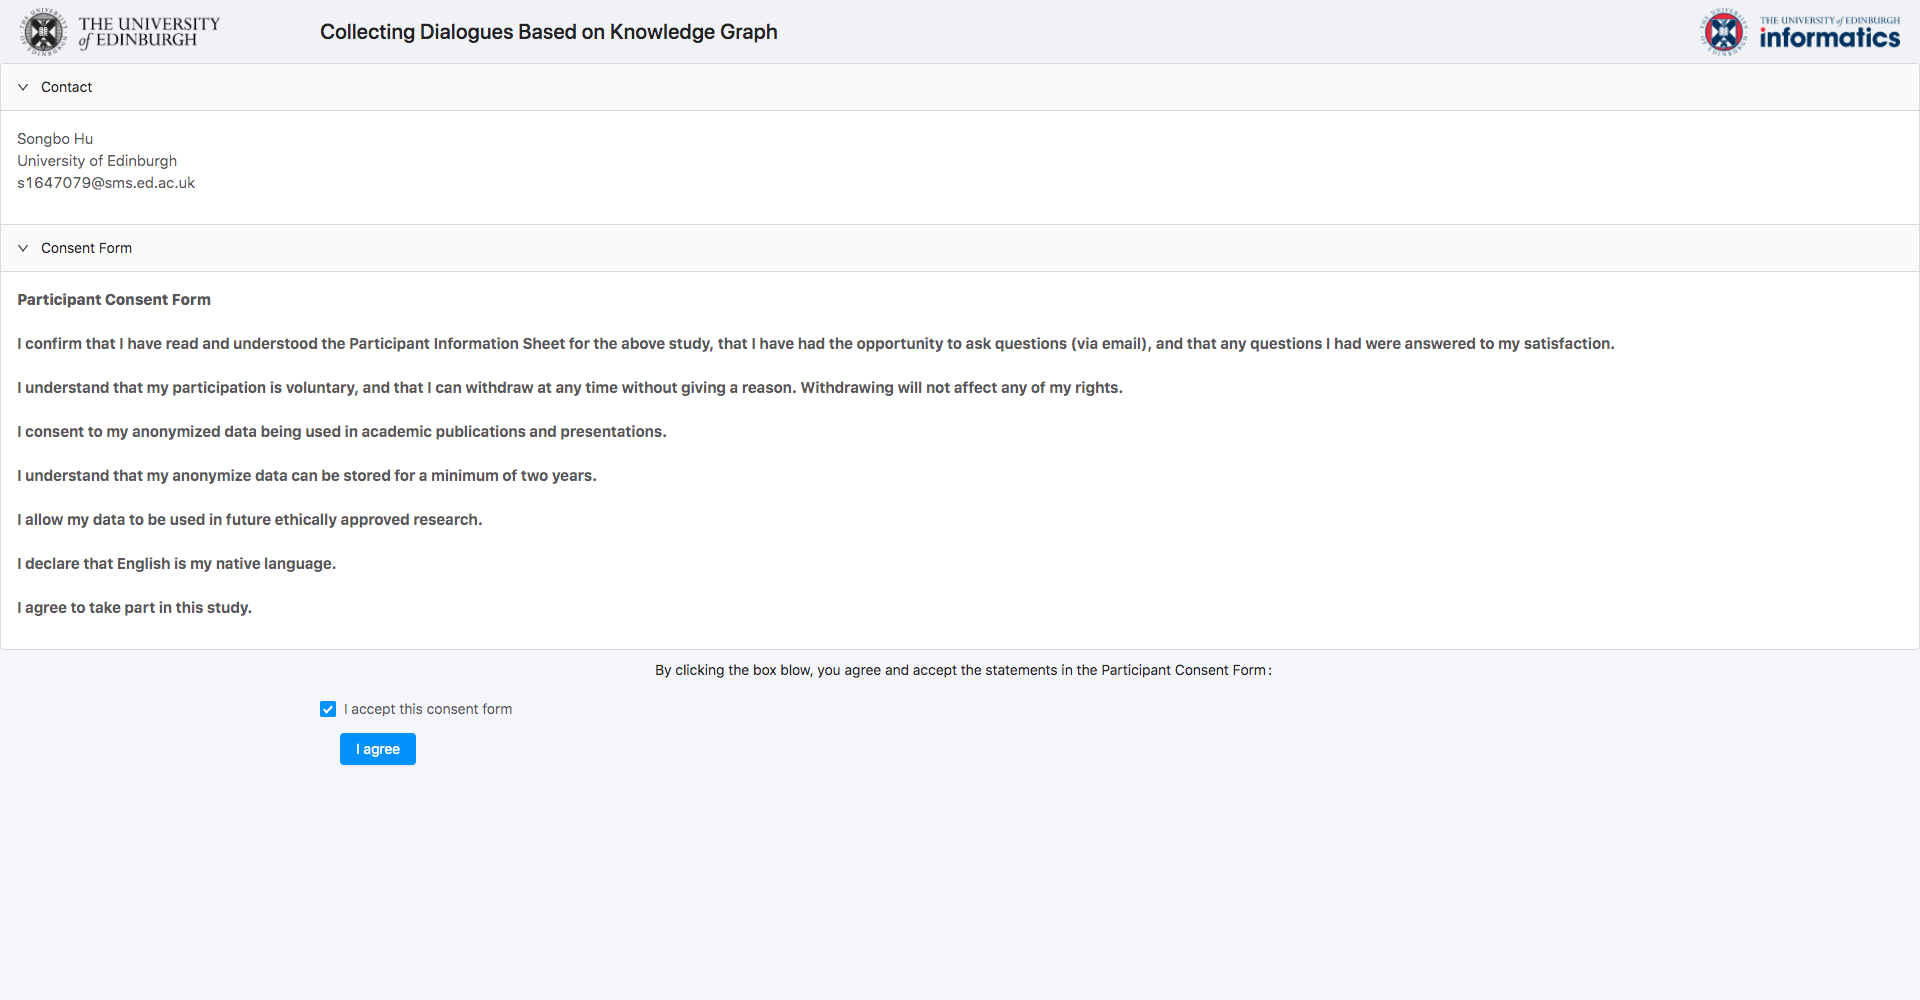 THE UNIVERSITY
of EDINBURGH
Collecting Dialogues Based on Knowledge Graph
THE UNIVERSITY of EDINBURGH
informatics
Contact
Songbo Hu
University of Edinburgh
s1647079@sms.ed.ac.uk
Consent Form
Participant Consent Form
I confirm that I have read and understood the Participant Information Sheet for the above study, that I have had the opportunity to ask questions (via email), and that any questions I had were answered to my satisfaction.
I understand that my participation is voluntary, and that I can withdraw at any time without giving a reason. Withdrawing will not affect any of my rights.
I consent to my anonymized data being used in academic publications and presentations.
I understand that my anonymize data can be stored for a minimum of two years.
I allow my data to be used in future ethically approved research.
I declare that English is my native language.
I agree to take part in this study.
By clicking the box blow, you agree and accept the statements in the Participant Consent Form:
I accept this consent form
I agree